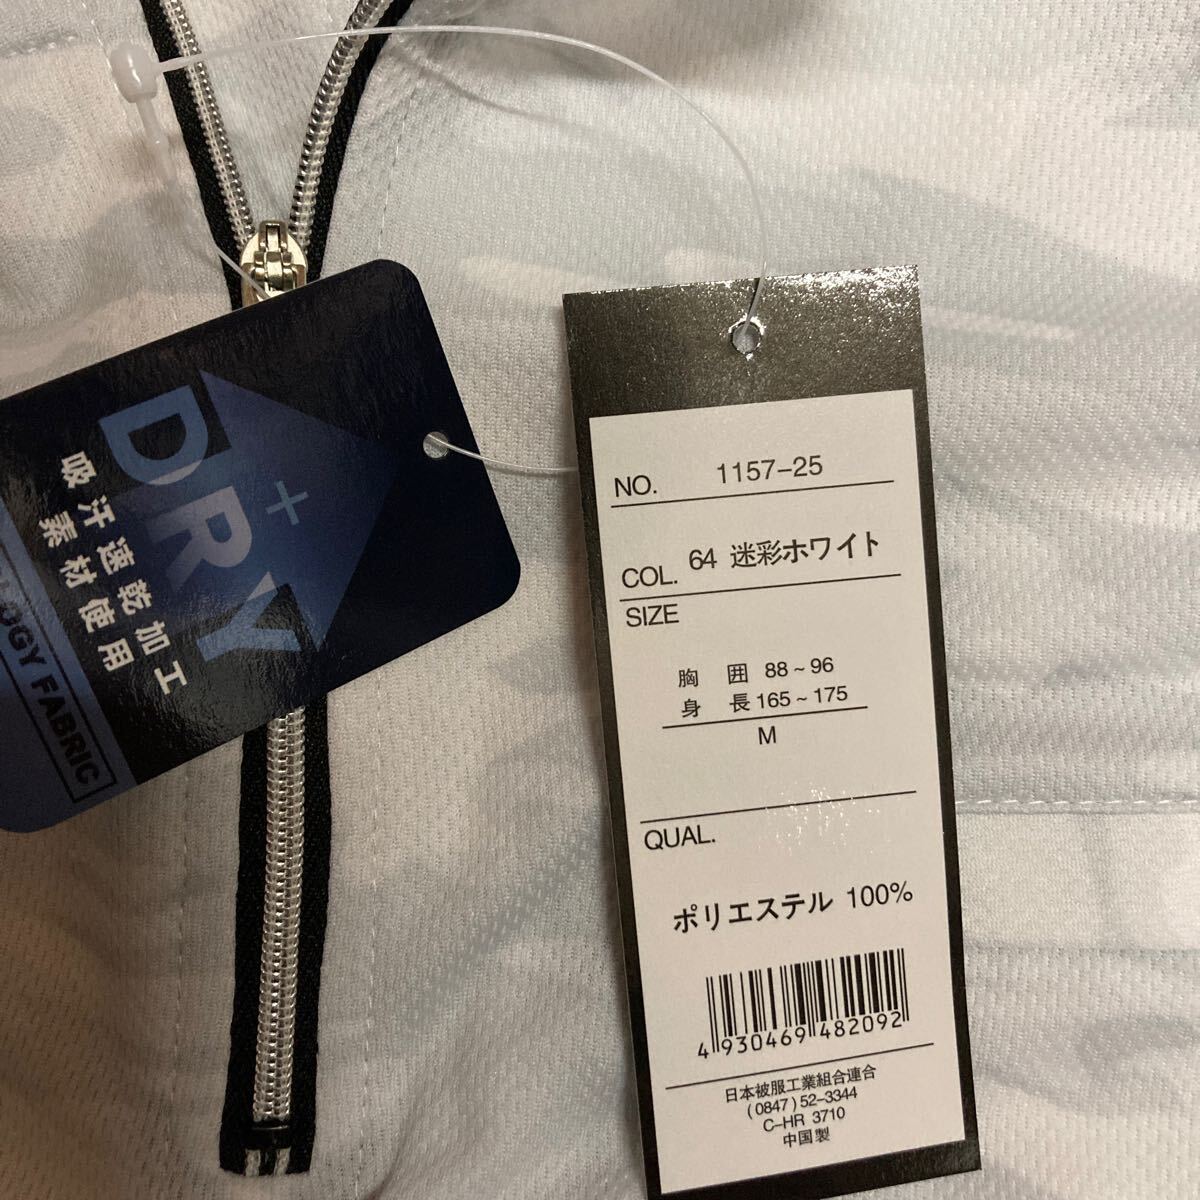 DRY
+
吸汗速乾加工
素材使用
OGY FABRIC
NO. 1157-25
COL. 64 迷彩ホワイト
SIZE
胸 囲 88~96
身 長 165~175
M
QUAL.
ポリエステル 100%
4 930469 482092
日本被服工業組合連合
(0847) 52-3344
C-HR 3710
中国製